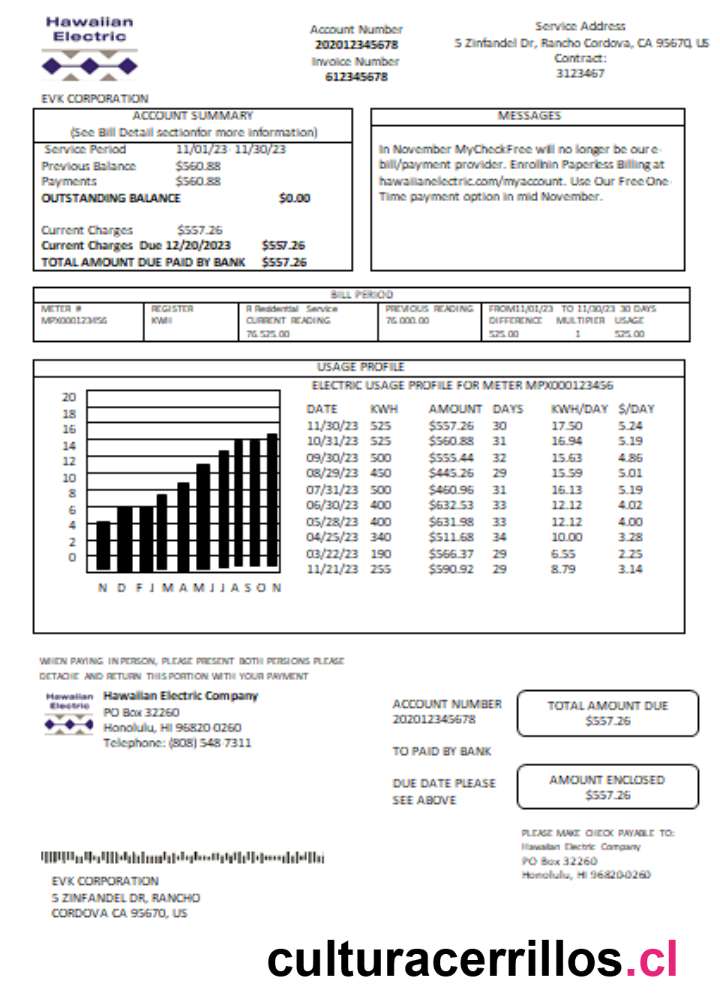 Hawaiian
Electric
Account Number
202012345678
Invoice Number
612345678
Service Address
5 Zinfandel Dr, Rancho Cordova, CA 95670, US
Contract:
3123467
EVK CORPORATION
ACCOUNT SUMMARY
(See Bill Detail sectionfor more information)
Service Period 11/01/23- 11/30/23
Previous Balance $560.88
Payments $560.88
OUTSTANDING BALANCE $0.00
Current Charges $557.26
Current Charges Due 12/20/2023 $557.26
TOTAL AMOUNT DUE PAID BY BANK $557.26
MESSAGES
In November MyCheckFree will no longer be our e-
bill/payment provider. Enrollnin Paperless Billing at
hawaiianelectric.com/myaccount. Use Our Free One-
Time payment option in mid November.
BILL PERIOD
METER # REGISTER R Residential Service PREVIOUS READING FROM11/01/23 TO 11/30/23 30 DAYS
MPX000123456 KWH CURRENT READING 76.000.00 DIFFERENCE MULTIPIER USAGE
76.525.00 525.00 1 525.00
USAGE PROFILE
ELECTRIC USAGE PROFILE FOR METER MPX000123456
20
18
16
14
12
10
8
6
4
2
0
N D F J M A M J J A S O N
DATE KWH AMOUNT DAYS KWH/DAY $/DAY
11/30/23 525 $557.26 30 17.50 5.24
10/31/23 525 $560.88 31 16.94 5.19
09/30/23 500 $555.44 32 15.63 4.86
08/29/23 450 $445.26 29 15.59 5.01
07/31/23 500 $460.96 31 16.13 5.19
06/30/23 400 $632.53 33 12.12 4.02
05/28/23 400 $631.98 33 12.12 4.00
04/25/23 340 $511.68 34 10.00 3.28
03/22/23 190 $566.37 29 6.55 2.25
11/21/23 255 $590.92 29 8.79 3.14
WHEN PAYING IN PERSON, PLEASE PRESENT BOTH PERSIONS PLEASE
DETACHE AND RETURN THIS PORTION WITH YOUR PAYMENT
Hawaiian
Electric
Hawaiian Electric Company
PO Box 32260
Honolulu, HI 96820-0260
Telephone: (808) 548-7311
ACCOUNT NUMBER
202012345678
TO PAID BY BANK
DUE DATE PLEASE
SEE ABOVE
TOTAL AMOUNT DUE
$557.26
AMOUNT ENCLOSED
$557.26
PLEASE MAKE CHECK PAYABLE TO:
Hawaiian Electric Company
PO Box 32260
Honolulu, HI 96820-0260
EVK CORPORATION
5 ZINFANDEL DR, RANCHO
CORDOVA CA 95670, US
culturacerrillos.cl